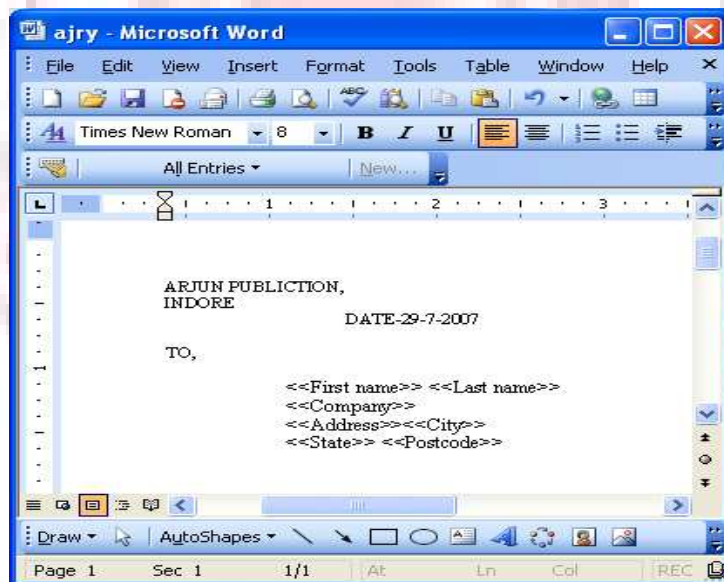 ajry - Microsoft Word
File Edit View Insert Format Tools Table Window Help
ABC
Times New Roman 8 B I U
All Entries New...
L 1 2 3
ARJUN PUBLICTION,
INDORE
DATE-29-7-2007
TO,
<<First name>> <<Last name>>
<<Company>>
<<Address>><<City>>
<<State>> <<Postcode>>
Draw AutoShapes
Page 1 Sec 1 1/1 At Ln Col REC